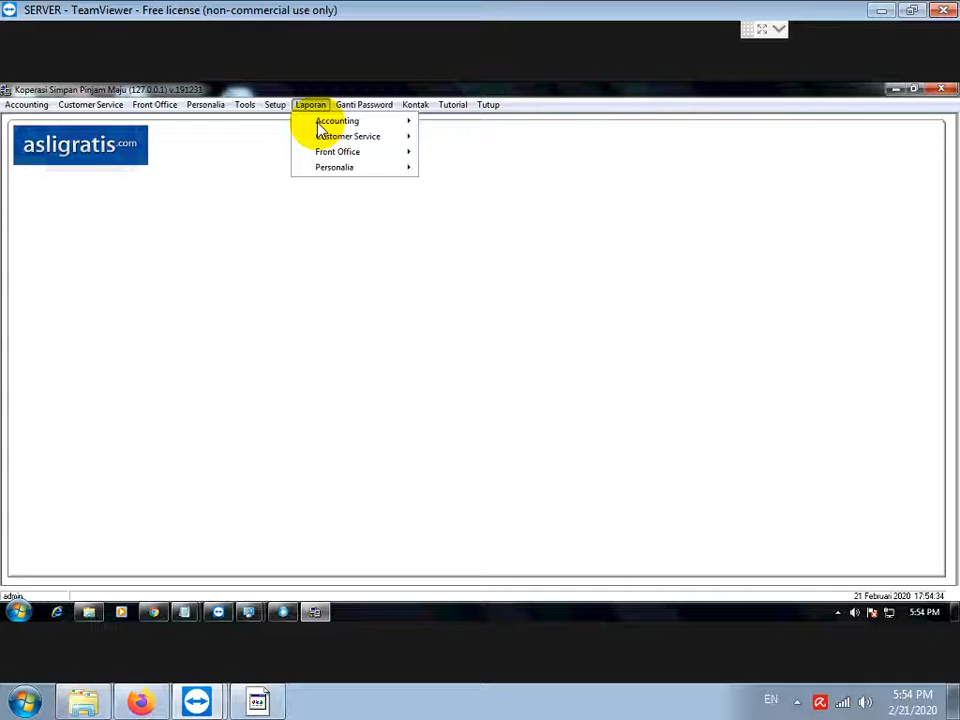 SERVER - TeamViewer - Free license (non-commercial use only)
Koperasi Simpan Pinjam Maju (127.0.0.1) v.191231
Accounting Customer Service Front Office Personalia Tools Setup Laporan Ganti Password Kontak Tutorial Tutup
asligratis.com
Accounting
Customer Service
Front Office
Personalia
admin
21 Februari 2020 17:54:34
5:54 PM
EN
5:54 PM
2/21/2020